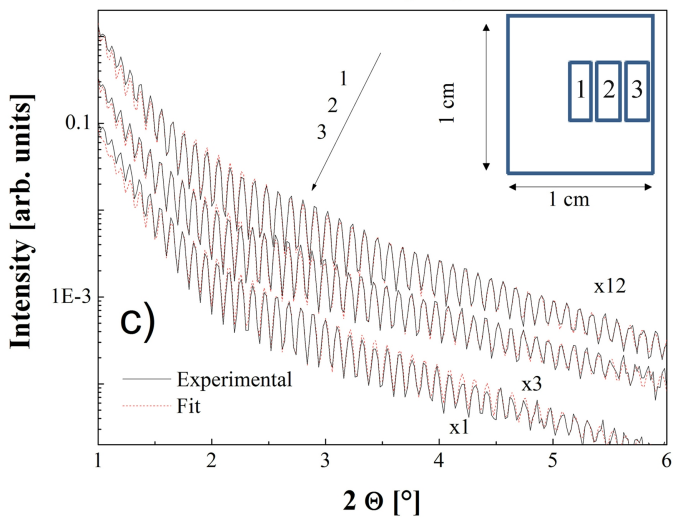 0.1
1E-3
Intensity [arb. units]
1
2
3
1 cm
1 2 3
1 cm
x12
x3
x1
c)
Experimental
Fit
1 2 3 4 5 6
2 Θ [°]